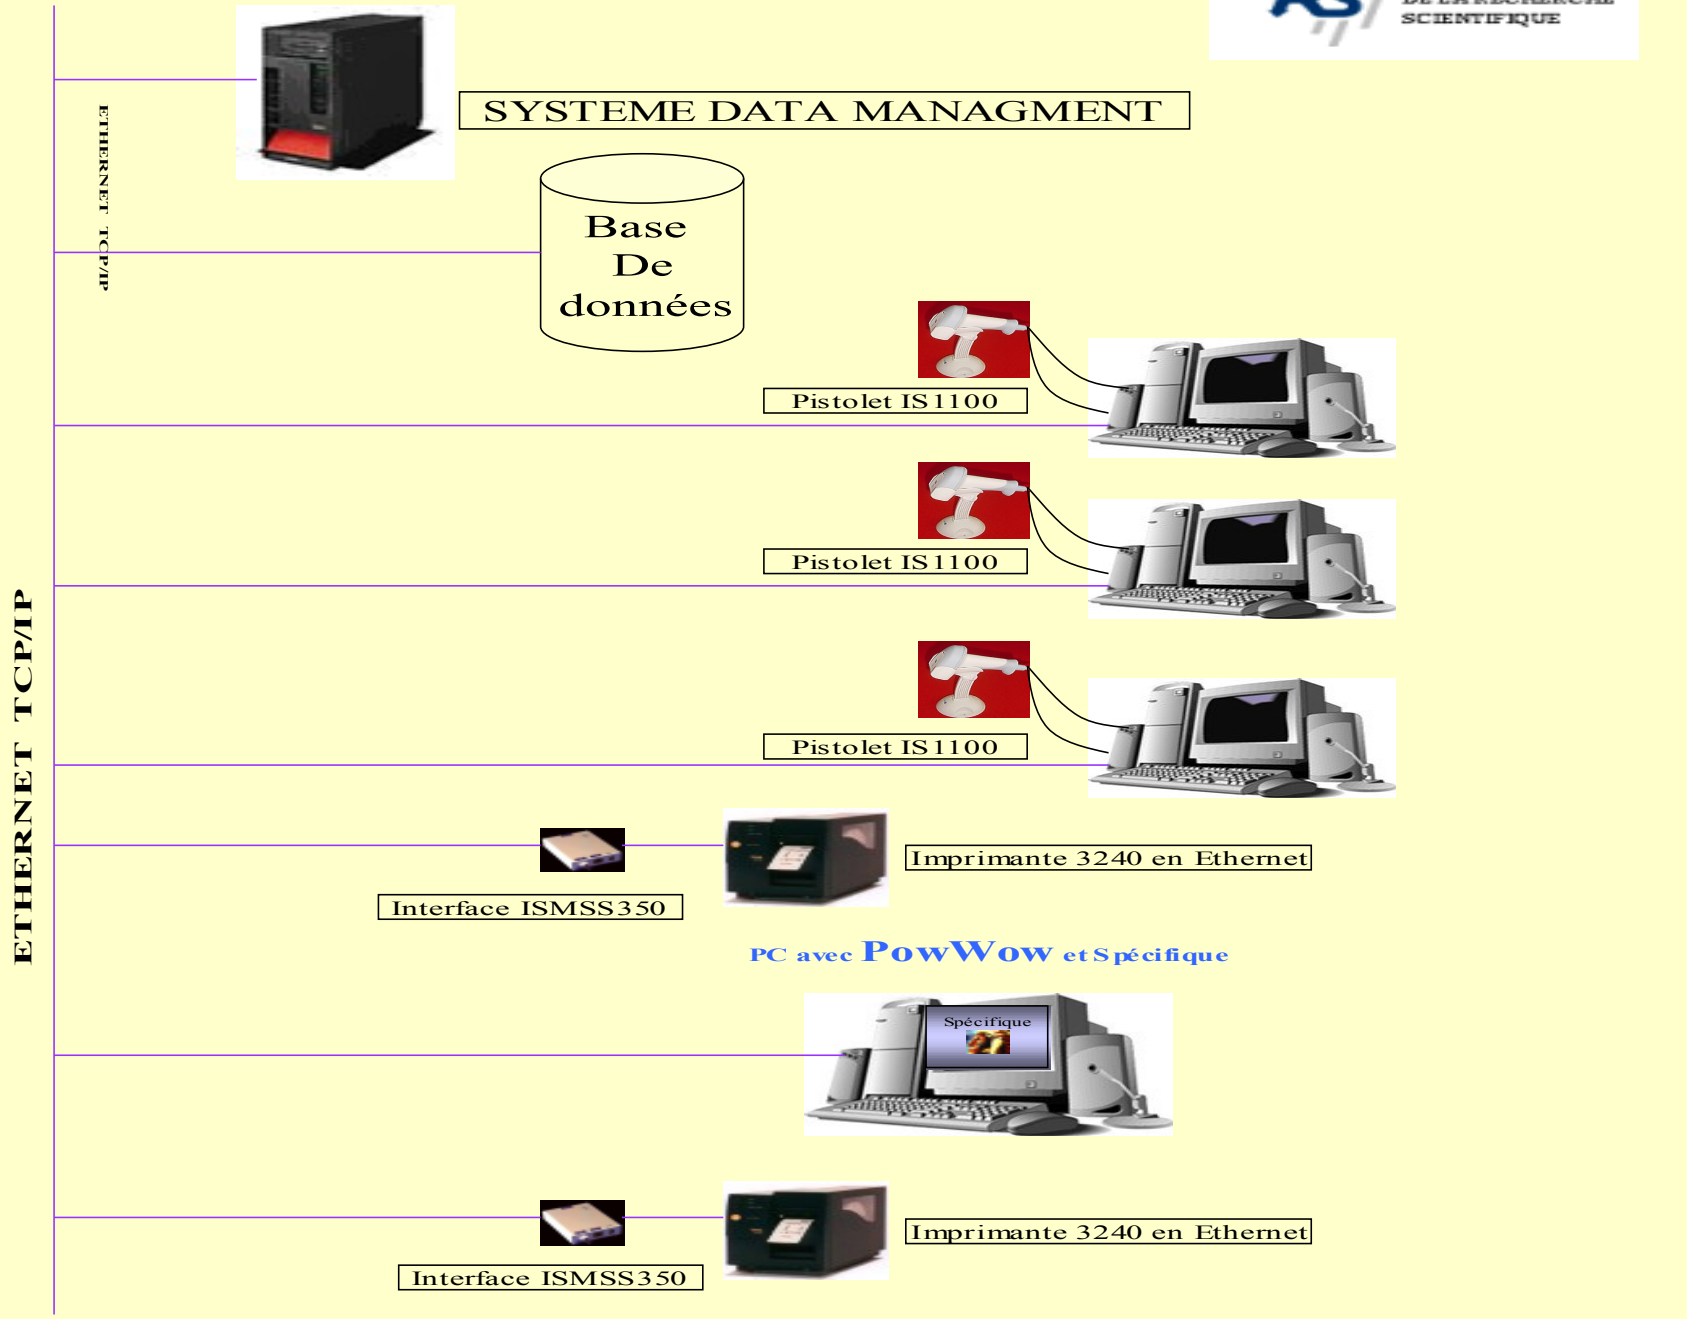 SCIENTIFIQUE
SYSTEME DATA MANAGMENT
ETHERNET TCP/IP
Base
De
données
Pistolet IS1100
Pistolet IS1100
ETHERNET TCP/IP
Pistolet IS1100
Imprimante 3240 en Ethernet
Interface ISMSS350
PC avec PowWow et Spécifique
Spécifique
Imprimante 3240 en Ethernet
Interface ISMSS350